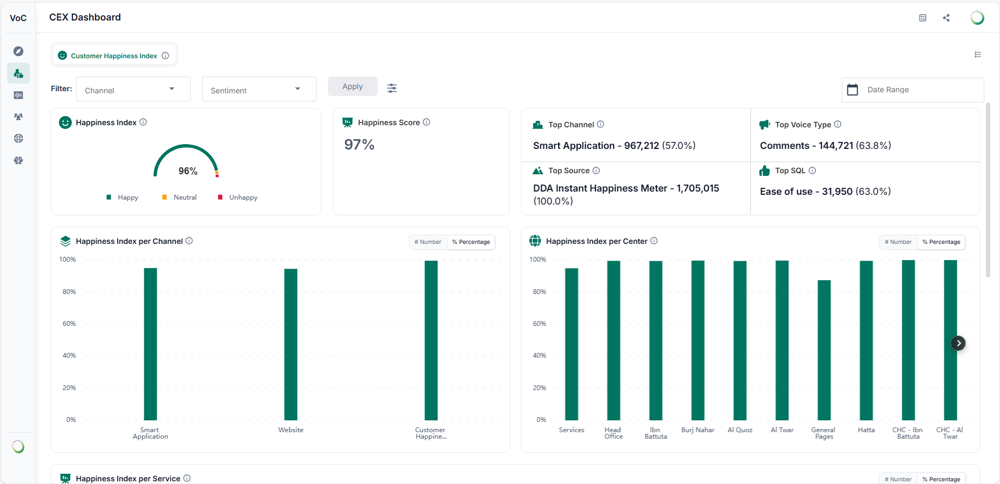 VoC
CEX Dashboard
Customer Happiness Index
Filter:
Channel
Sentiment
Apply
Date Range
Happiness Index
96%
Happy
Neutral
Unhappy
Happiness Score
97%
Top Channel
Smart Application - 967,212 (57.0%)
Top Voice Type
Comments - 144,721 (63.8%)
Top Source
DDA Instant Happiness Meter - 1,705,015
(100.0%)
Top SQL
Ease of use - 31,950 (63.0%)
Happiness Index per Channel
# Number
% Percentage
100%
80%
60%
40%
20%
0%
Smart
Application
Website
Customer
Happine...
Happiness Index per Center
# Number
% Percentage
100%
80%
60%
40%
20%
0%
Services
Head
Office
Ibn
Battuta
Burj Nahar
Al Quoz
Al Twar
General
Pages
Hatta
CHC - Ibn
Battuta
CHC - Al
Twar
Happiness Index per Service
# Number
% Percentage